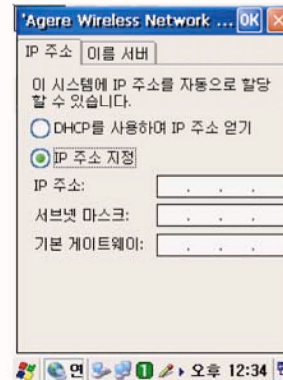 'Agere Wireless Network ... OK
IP 주소 이름 서버
이 시스템에 IP 주소를 자동으로 할당
할 수 있습니다.
DHCP를 사용하여 IP 주소 얻기
IP 주소 지정
IP 주소: . . .
서브넷 마스크: . . .
기본 게이트웨이: . . .
연 1 오후 12:34